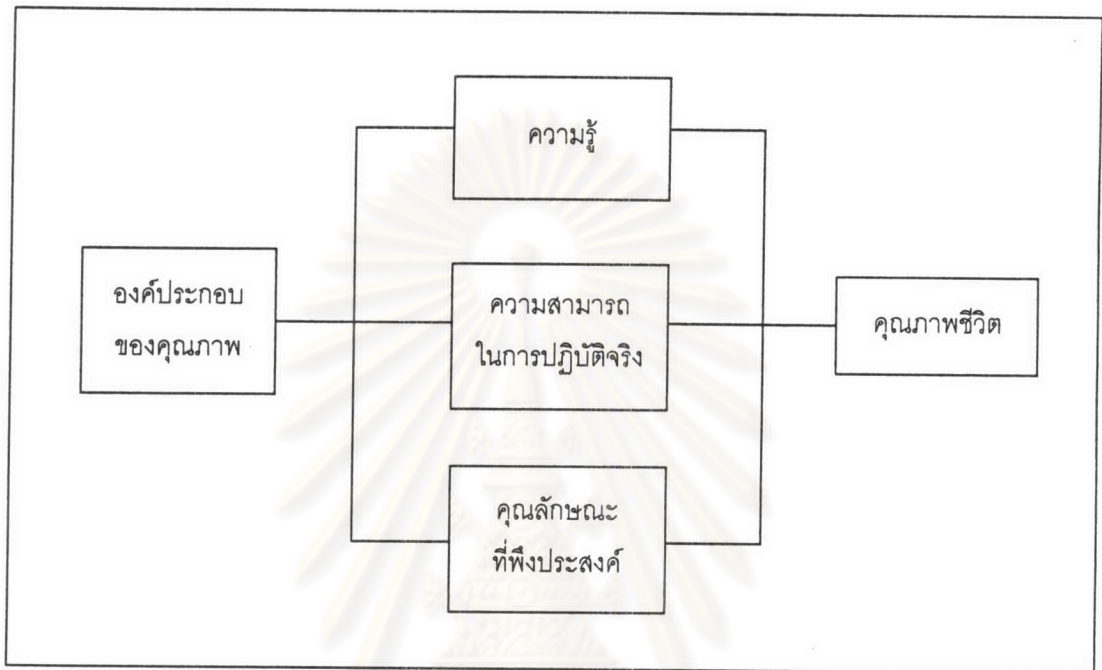 ความรู้
องค์ประกอบ
ของคุณภาพ
ความสามารถ
ในการปฏิบัติจริง
คุณภาพชีวิต
คุณลักษณะ
ที่พึงประสงค์